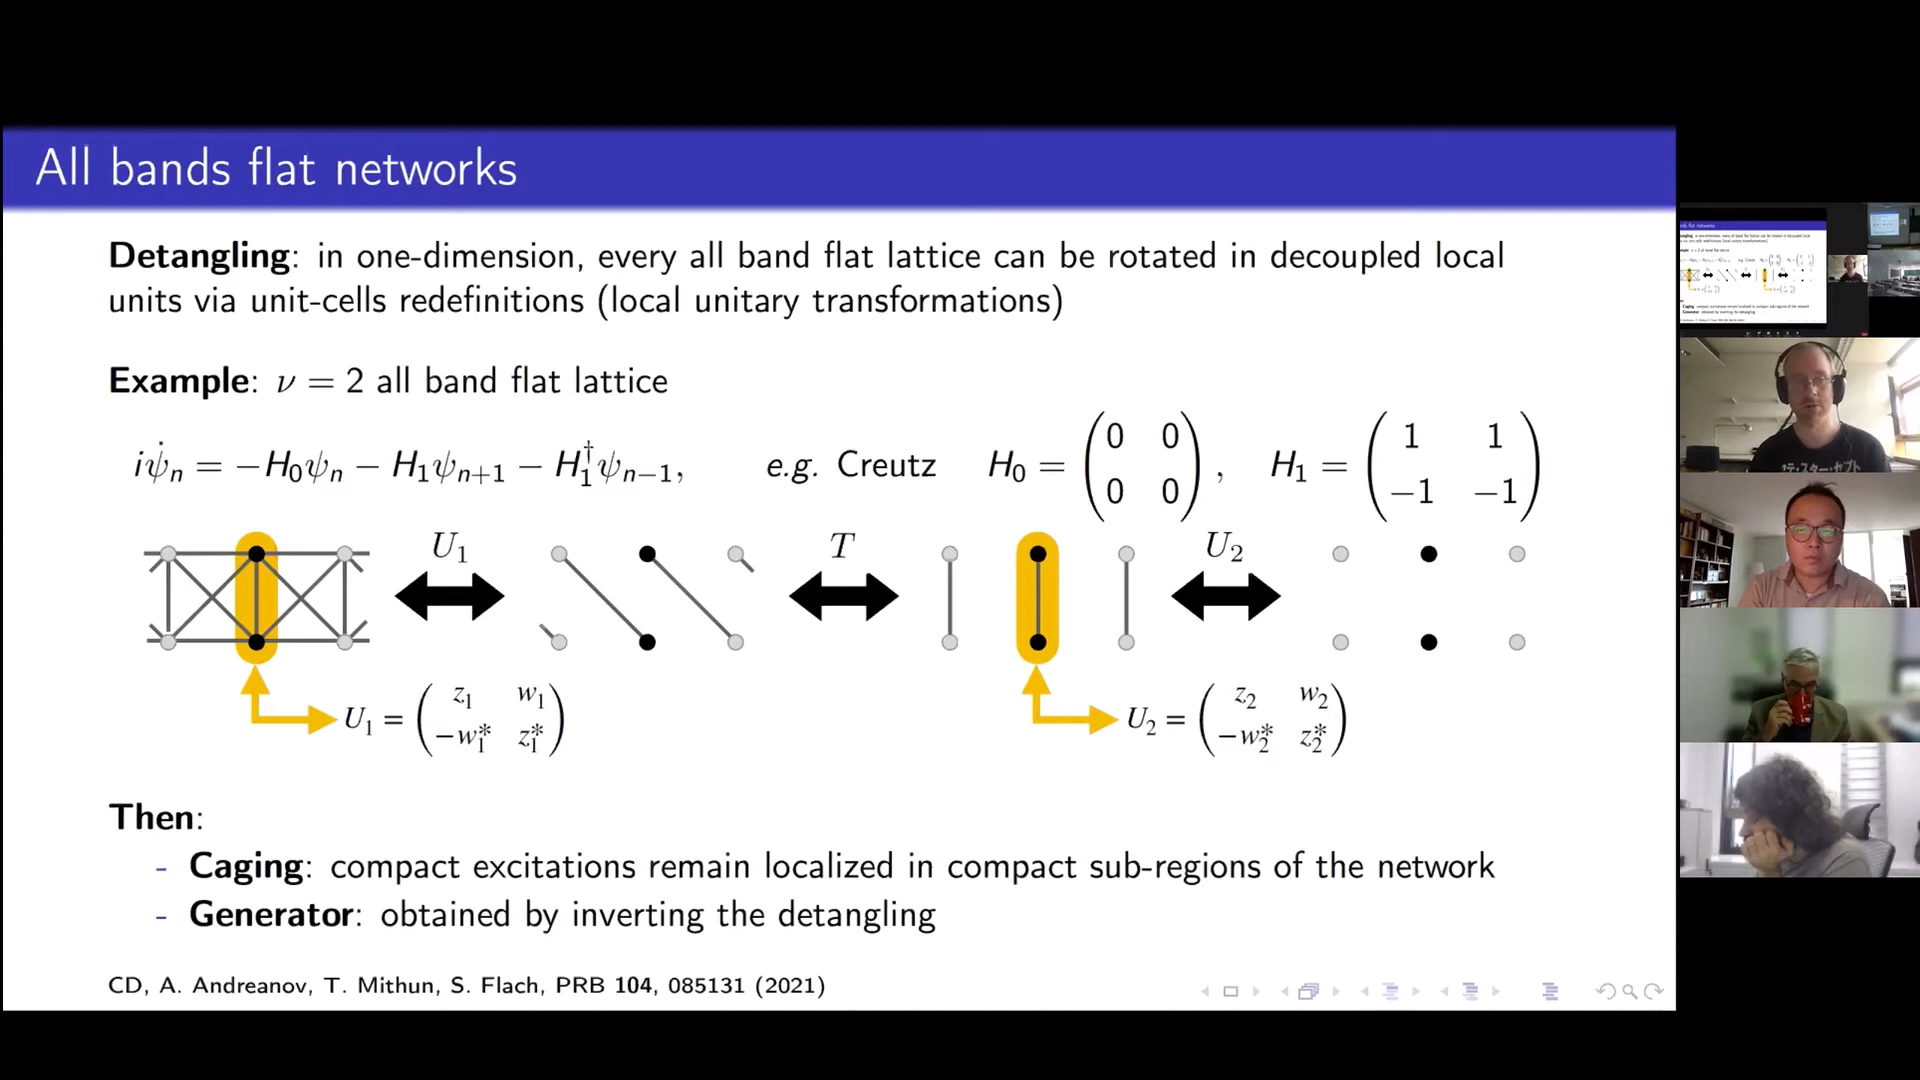 All bands flat networks
Detangling: in one-dimension, every all band flat lattice can be rotated in decoupled local
units via unit-cells redefinitions (local unitary transformations)
Example: ν = 2 all band flat lattice
iψ̇ₙ = −H₀ψₙ − H₁ψₙ₊₁ − H₁†ψₙ₋₁, e.g. Creutz H₀ = (0 0; 0 0), H₁ = (1 1; −1 −1)
U₁ T U₂
U₁ = (z₁ w₁; −w₁* z₁*) U₂ = (z₂ w₂; −w₂* z₂*)
Then:
- Caging: compact excitations remain localized in compact sub-regions of the network
- Generator: obtained by inverting the detangling
CD, A. Andreanov, T. Mithun, S. Flach, PRB 104, 085131 (2021)